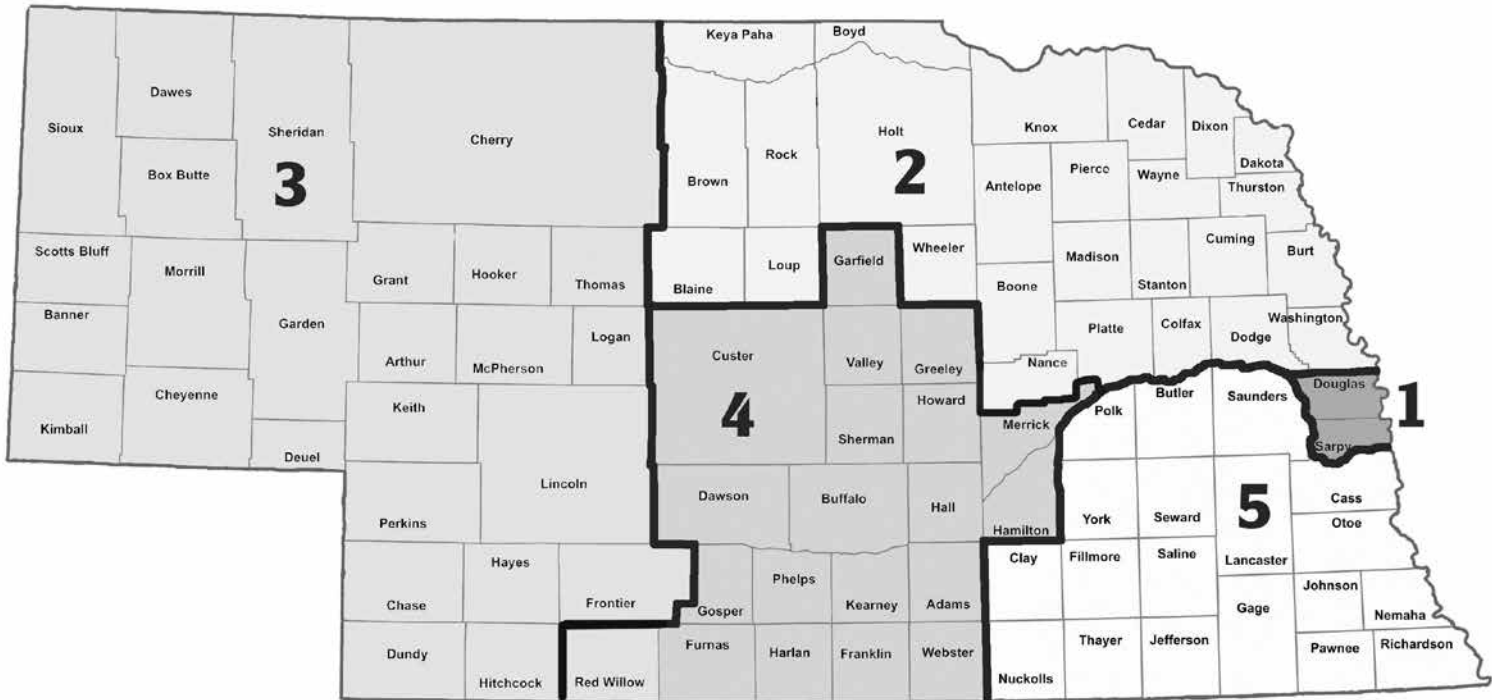 Keya Paha
Boyd
Dawes
Sioux
Sheridan
Cherry
Holt
Knox
Cedar
Dixon
3
2
Box Butte
Brown
Rock
Antelope
Pierce
Wayne
Dakota
Thurston
Scotts Bluff
Morrill
Grant
Hooker
Thomas
Blaine
Loup
Garfield
Wheeler
Boone
Madison
Stanton
Cuming
Burt
Banner
Garden
Arthur
McPherson
Logan
Custer
Valley
Greeley
Nance
Platte
Colfax
Dodge
Washington
Kimball
Cheyenne
Deuel
Keith
Lincoln
4
Sherman
Howard
Merrick
Polk
Butler
Saunders
Douglas
Sarpy
1
Perkins
Dawson
Buffalo
Hall
Hamilton
York
Seward
5
Lancaster
Cass
Otoe
Chase
Hayes
Frontier
Gosper
Phelps
Kearney
Adams
Clay
Fillmore
Saline
Gage
Johnson
Nemaha
Dundy
Hitchcock
Red Willow
Furnas
Harlan
Franklin
Webster
Nuckolls
Thayer
Jefferson
Pawnee
Richardson